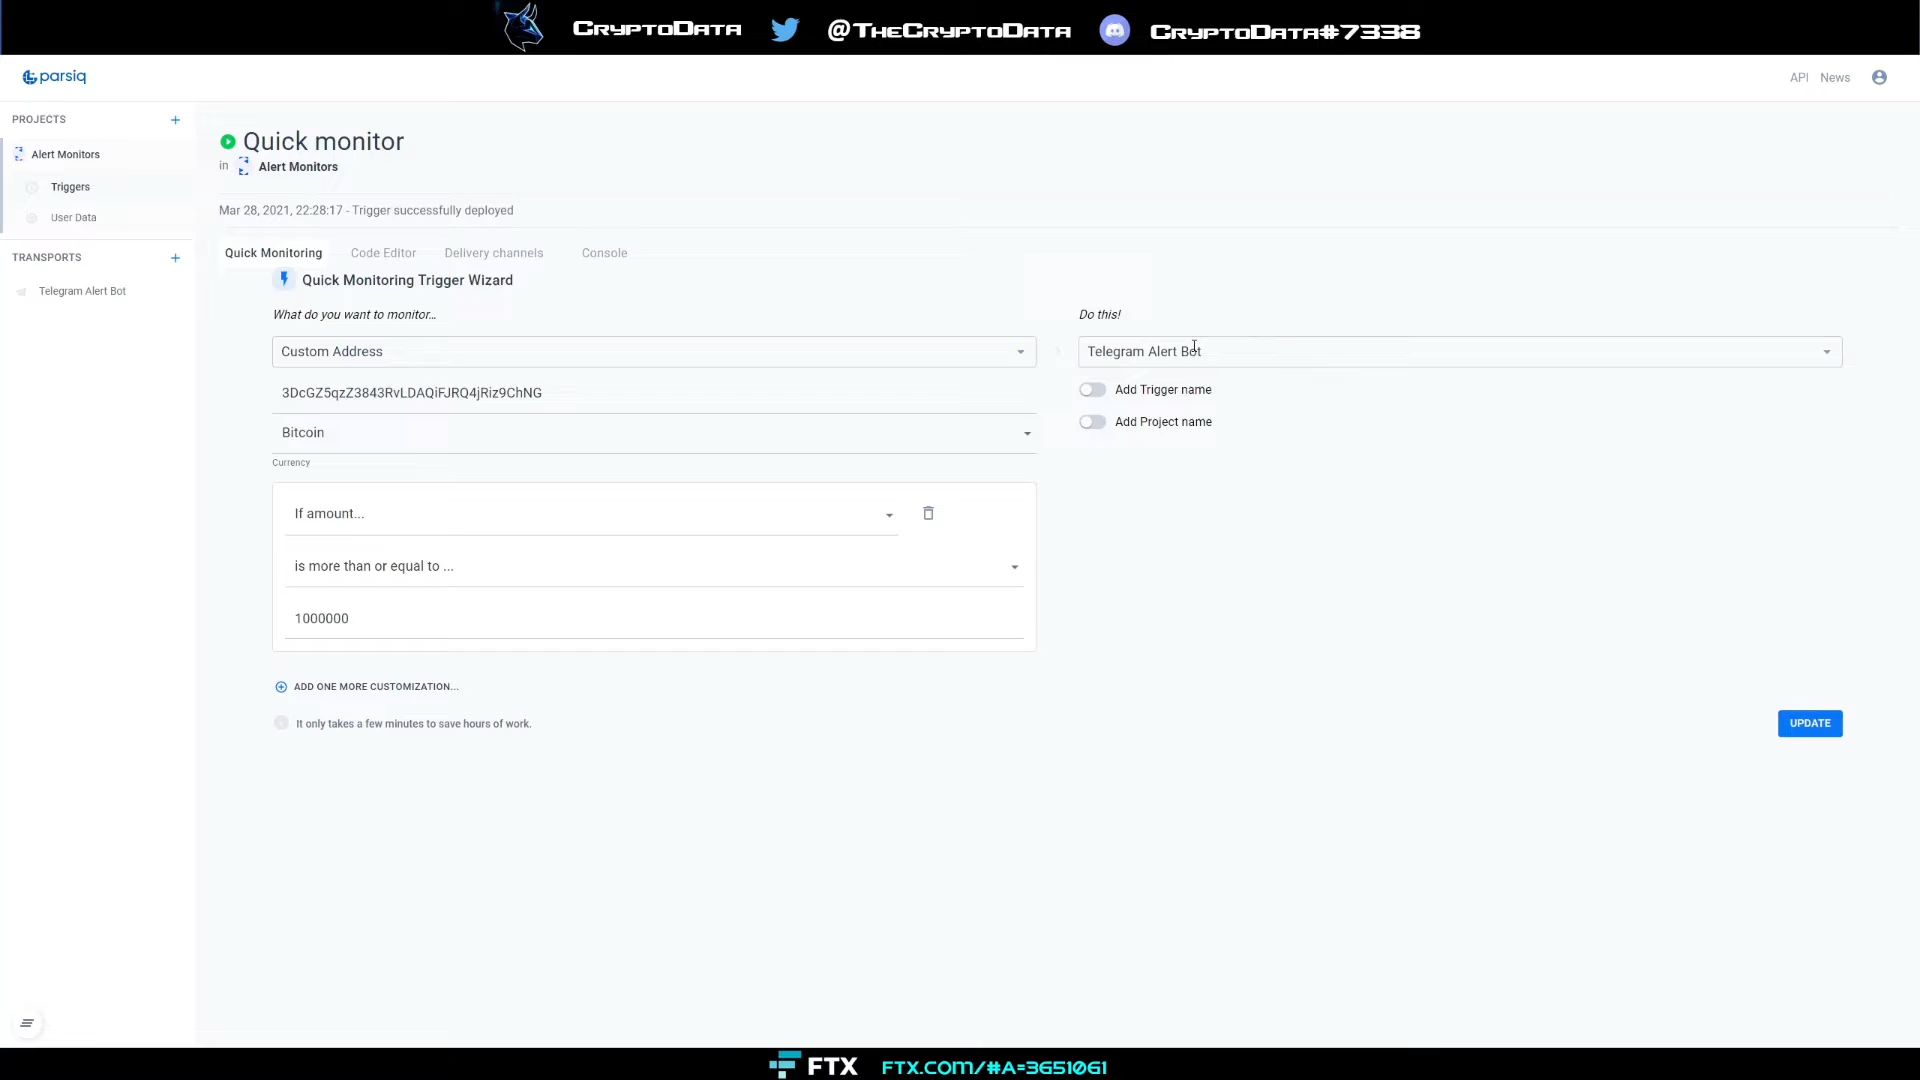 CryptoData @TheCryptoData CryptoData#7338
parsiq
API News
PROJECTS +
Alert Monitors
Triggers
User Data
TRANSPORTS +
Telegram Alert Bot
Quick monitor
in Alert Monitors
Mar 28, 2021, 22:28:17 - Trigger successfully deployed
Quick Monitoring Code Editor Delivery channels Console
Quick Monitoring Trigger Wizard
What do you want to monitor...
Custom Address
3DcGZ5qzZ3843RvLDAQiFJRQ4jRiz9ChNG
Bitcoin
Currency
If amount...
is more than or equal to ...
1000000
ADD ONE MORE CUSTOMIZATION...
It only takes a few minutes to save hours of work.
Do this!
Telegram Alert Bot
Add Trigger name
Add Project name
UPDATE
FTX FTX.COM/#A=3651061